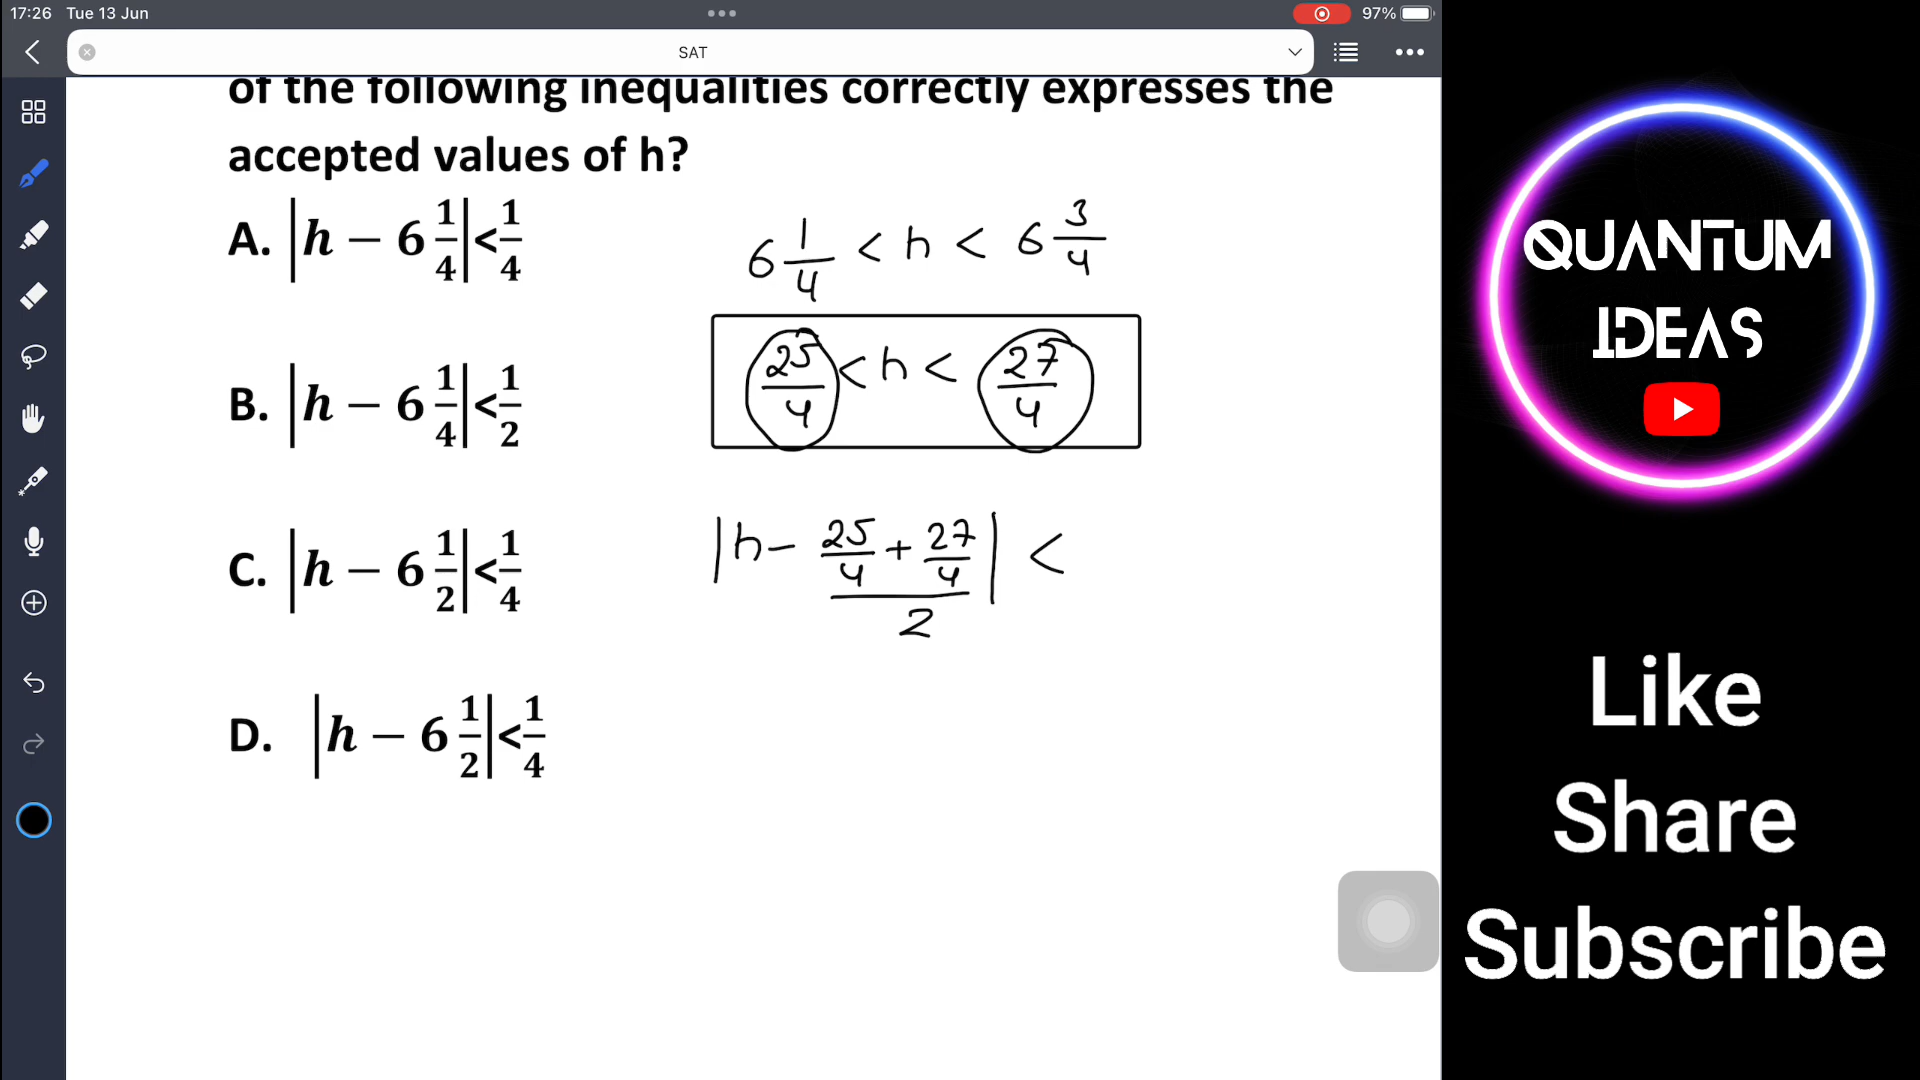 17:26 Tue 13 Jun
97%
SAT
of the following inequalities correctly expresses the
accepted values of h?
A. |h − 6 1/4|<1/4
6 1/4 < h < 6 3/4
25/4 < h < 27/4
B. |h − 6 1/4|<1/2
C. |h − 6 1/2|<1/4
|h − (25/4 + 27/4)/2| <
D. |h − 6 1/2|<1/4
QUANTUM
IDEAS
Like
Share
Subscribe